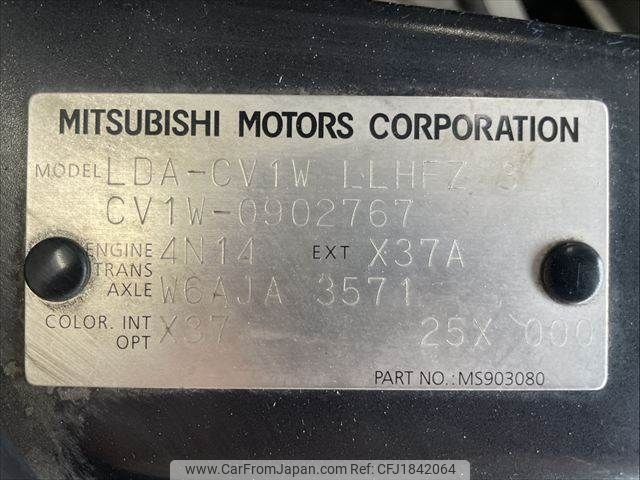 MITSUBISHI MOTORS CORPORATION
MODEL LDA-CV1W LLHFZ
CV1W-0902767
ENGINE 4N14 EXT X37A
TRANS
AXLE W6AJA 3571
COLOR. INT X37 25X 000
OPT
PART NO.:MS903080
www.CarFromJapan.com | Ref:CFJ1842064